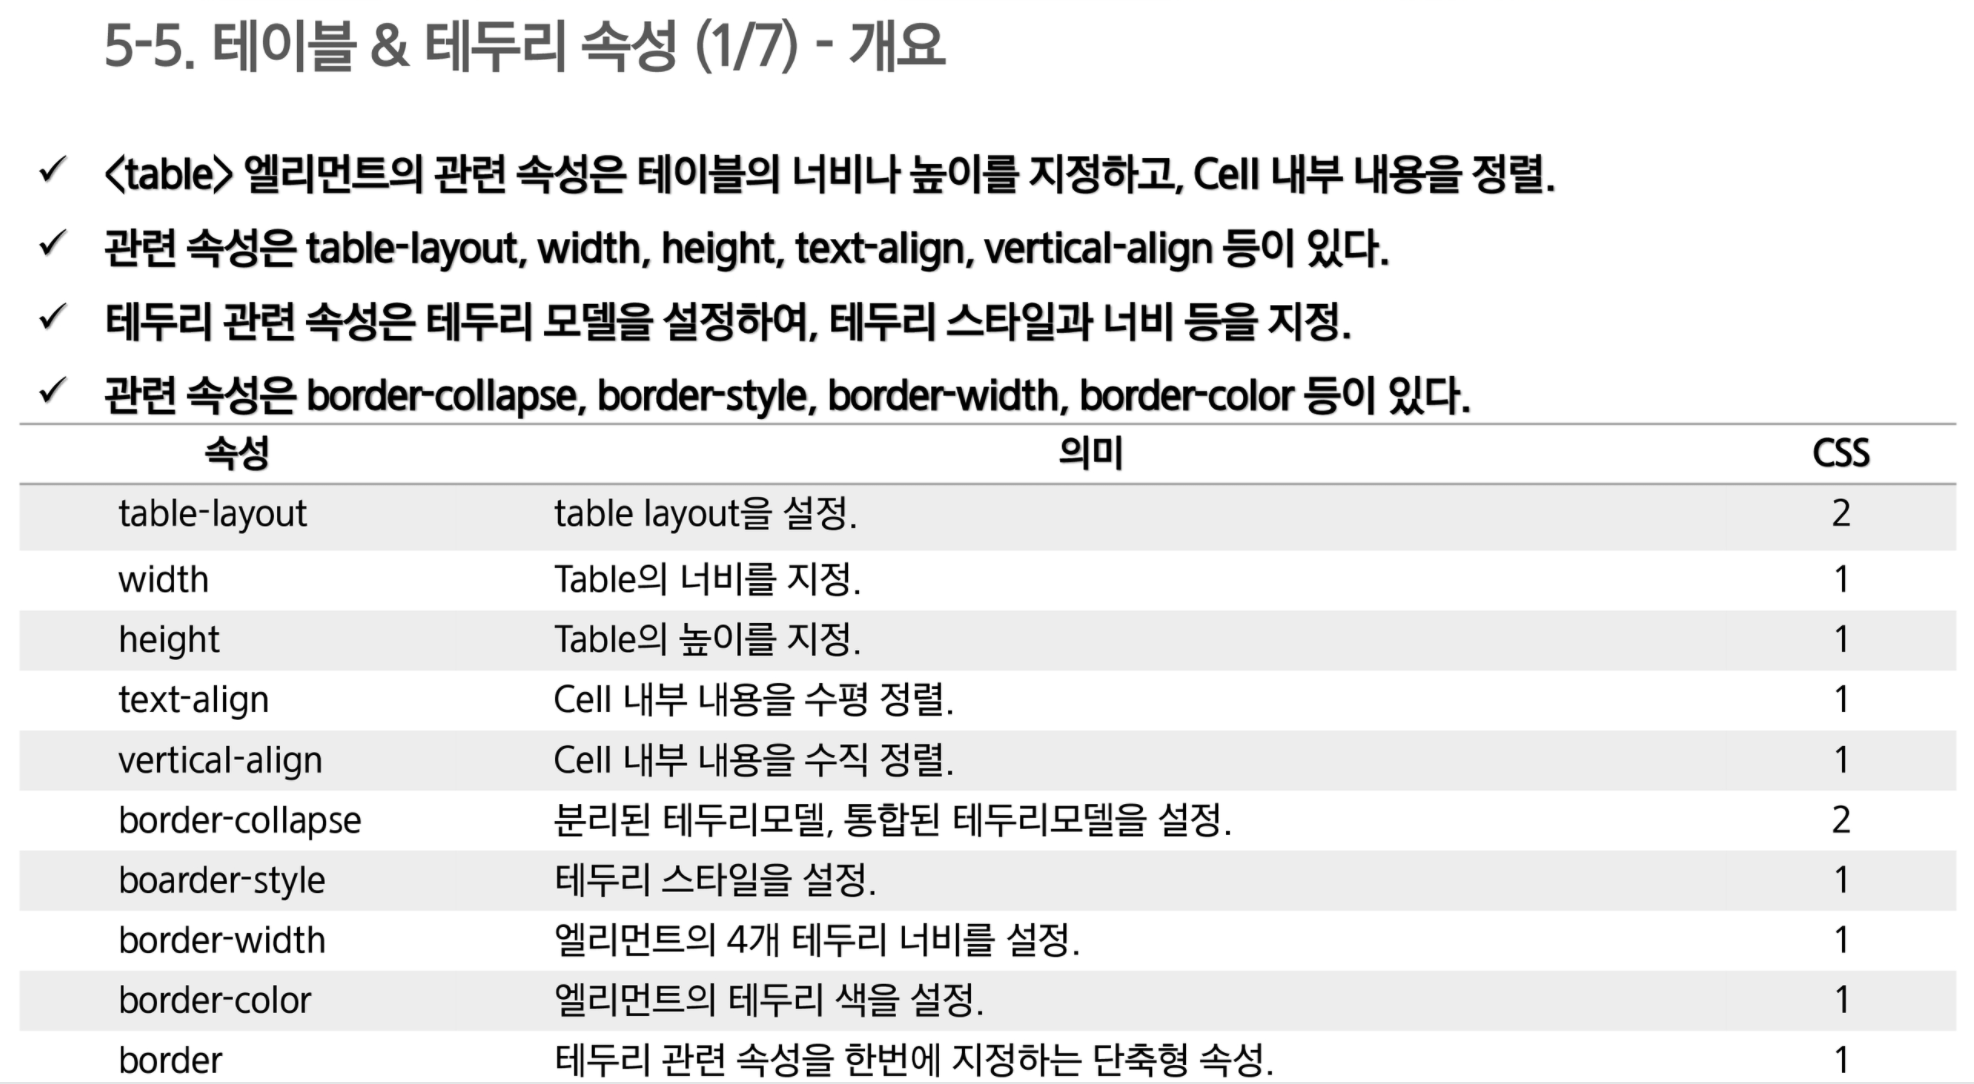 5-5. 테이블 & 테두리 속성 (1/7) - 개요
✓ <table> 엘리먼트의 관련 속성은 테이블의 너비나 높이를 지정하고, Cell 내부 내용을 정렬.
✓ 관련 속성은 table-layout, width, height, text-align, vertical-align 등이 있다.
✓ 테두리 관련 속성은 테두리 모델을 설정하여, 테두리 스타일과 너비 등을 지정.
✓ 관련 속성은 border-collapse, border-style, border-width, border-color 등이 있다.
속성 의미 CSS
table-layout table layout을 설정. 2
width Table의 너비를 지정. 1
height Table의 높이를 지정. 1
text-align Cell 내부 내용을 수평 정렬. 1
vertical-align Cell 내부 내용을 수직 정렬. 1
border-collapse 분리된 테두리모델, 통합된 테두리모델을 설정. 2
boarder-style 테두리 스타일을 설정. 1
border-width 엘리먼트의 4개 테두리 너비를 설정. 1
border-color 엘리먼트의 테두리 색을 설정. 1
border 테두리 관련 속성을 한번에 지정하는 단축형 속성. 1